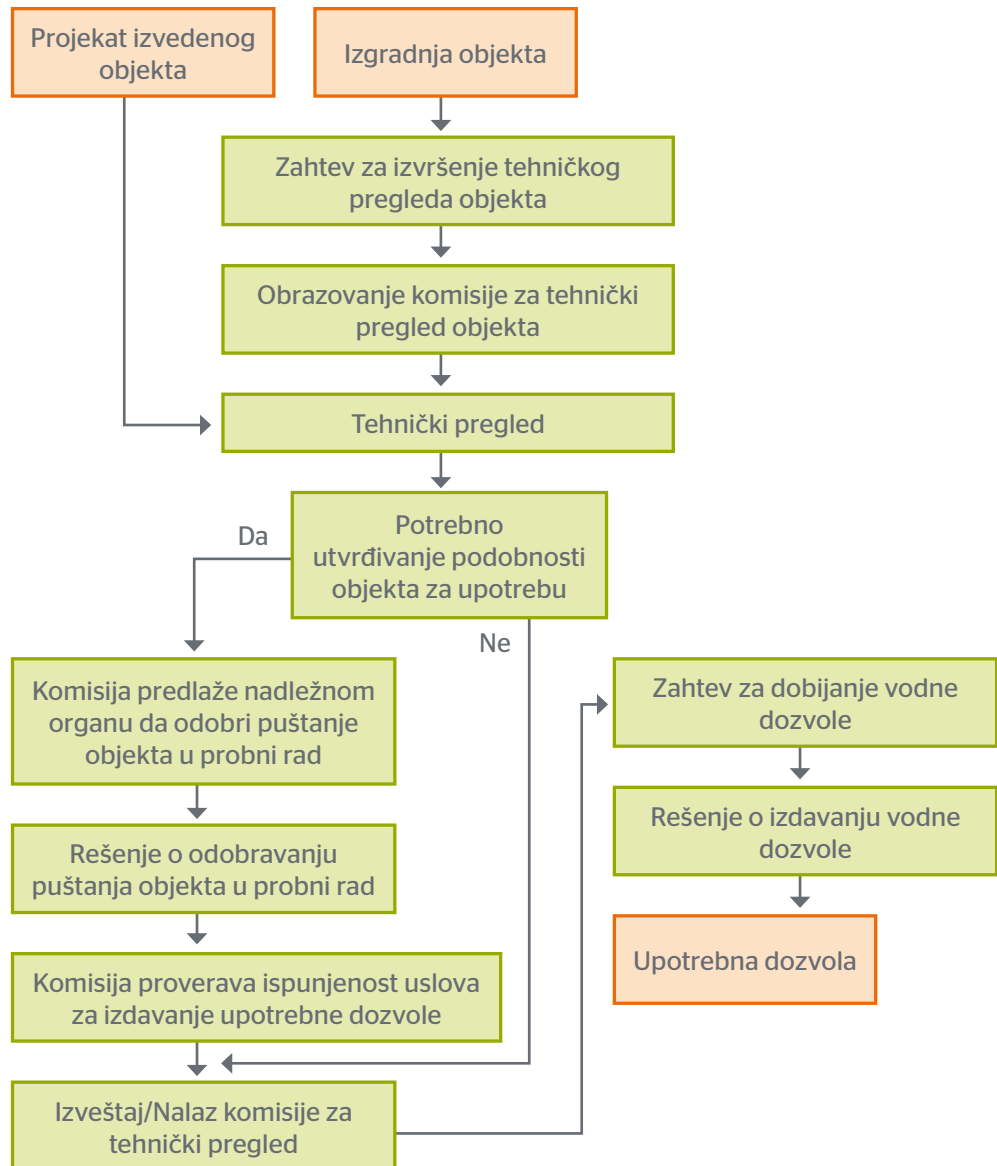 Projekat izvedenog
objekta
Izgradnja objekta
Zahtev za izvršenje tehničkog
pregleda objekta
Obrazovanje komisije za tehnički
pregled objekta
Tehnički pregled
Potrebno
utvrđivanje podobnosti
objekta za upotrebu
Da
Ne
Komisija predlaže nadležnom
organu da odobri puštanje
objekta u probni rad
Rešenje o odobravanju
puštanja objekta u probni rad
Komisija proverava ispunjenost uslova
za izdavanje upotrebne dozvole
Izveštaj/Nalaz komisije za
tehnički pregled
Zahtev za dobijanje vodne
dozvole
Rešenje o izdavanju vodne
dozvole
Upotrebna dozvola